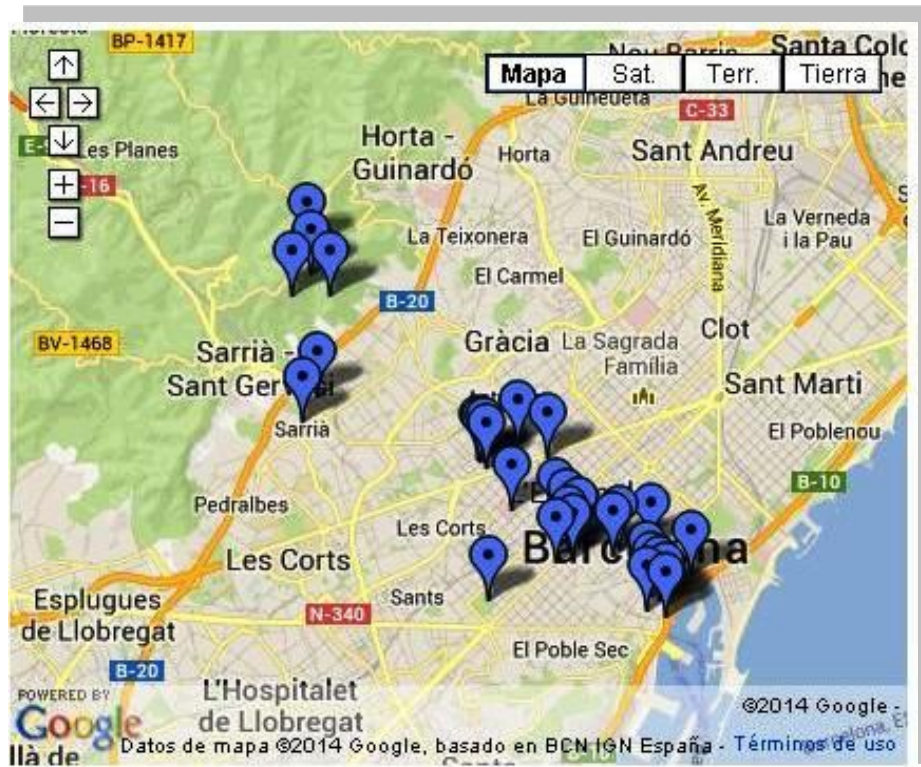 BP-1417
Santa Colo
Nou Barris
Mapa
Sat.
Terr.
Tierra
La Guineueta
C-33
Horta -
Guinardó
Horta
Sant Andreu
Les Planes
E-
-16
Av. Meridiana
La Verneda
i la Pau
La Teixonera
El Guinardó
El Carmel
B-20
BV-1468
Sarrià -
Sant Ger
Gràcia
La Sagrada
Família
Clot
Sant Martí
Sarrià
El Poblenou
B-10
Pedralbes
Les Corts
Les Corts
Barcelona
Sants
Esplugues
de Llobregat
N-340
El Poble Sec
B-20
POWERED BY
Google
L'Hospitalet
de Llobregat
©2014 Google -
Datos de mapa ©2014 Google, basado en BCN IGN España - Términos de uso